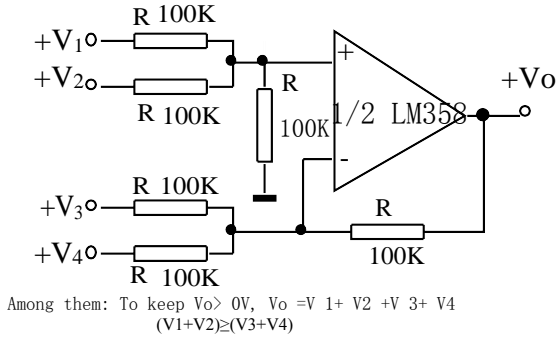 R 100K
+V1
+V2
R 100K
R
100K
+
1/2 LM358
-
+Vo
R 100K
+V3
+V4
R 100K
R
100K
Among them: To keep Vo> 0V, Vo =V 1+ V2 +V 3+ V4
(V1+V2)≥(V3+V4)